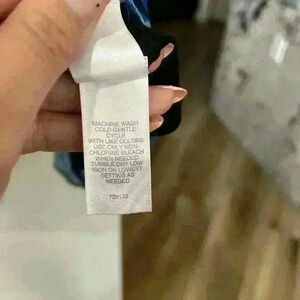 MACHINE WASH
COLD GENTLE
CYCLE
WITH LIKE COLORS
USE ONLY NON-
CHLORINE BLEACH
WHEN NEEDED
TUMBLE DRY LOW
IRON ON LOWEST
SETTING AS
NEEDED